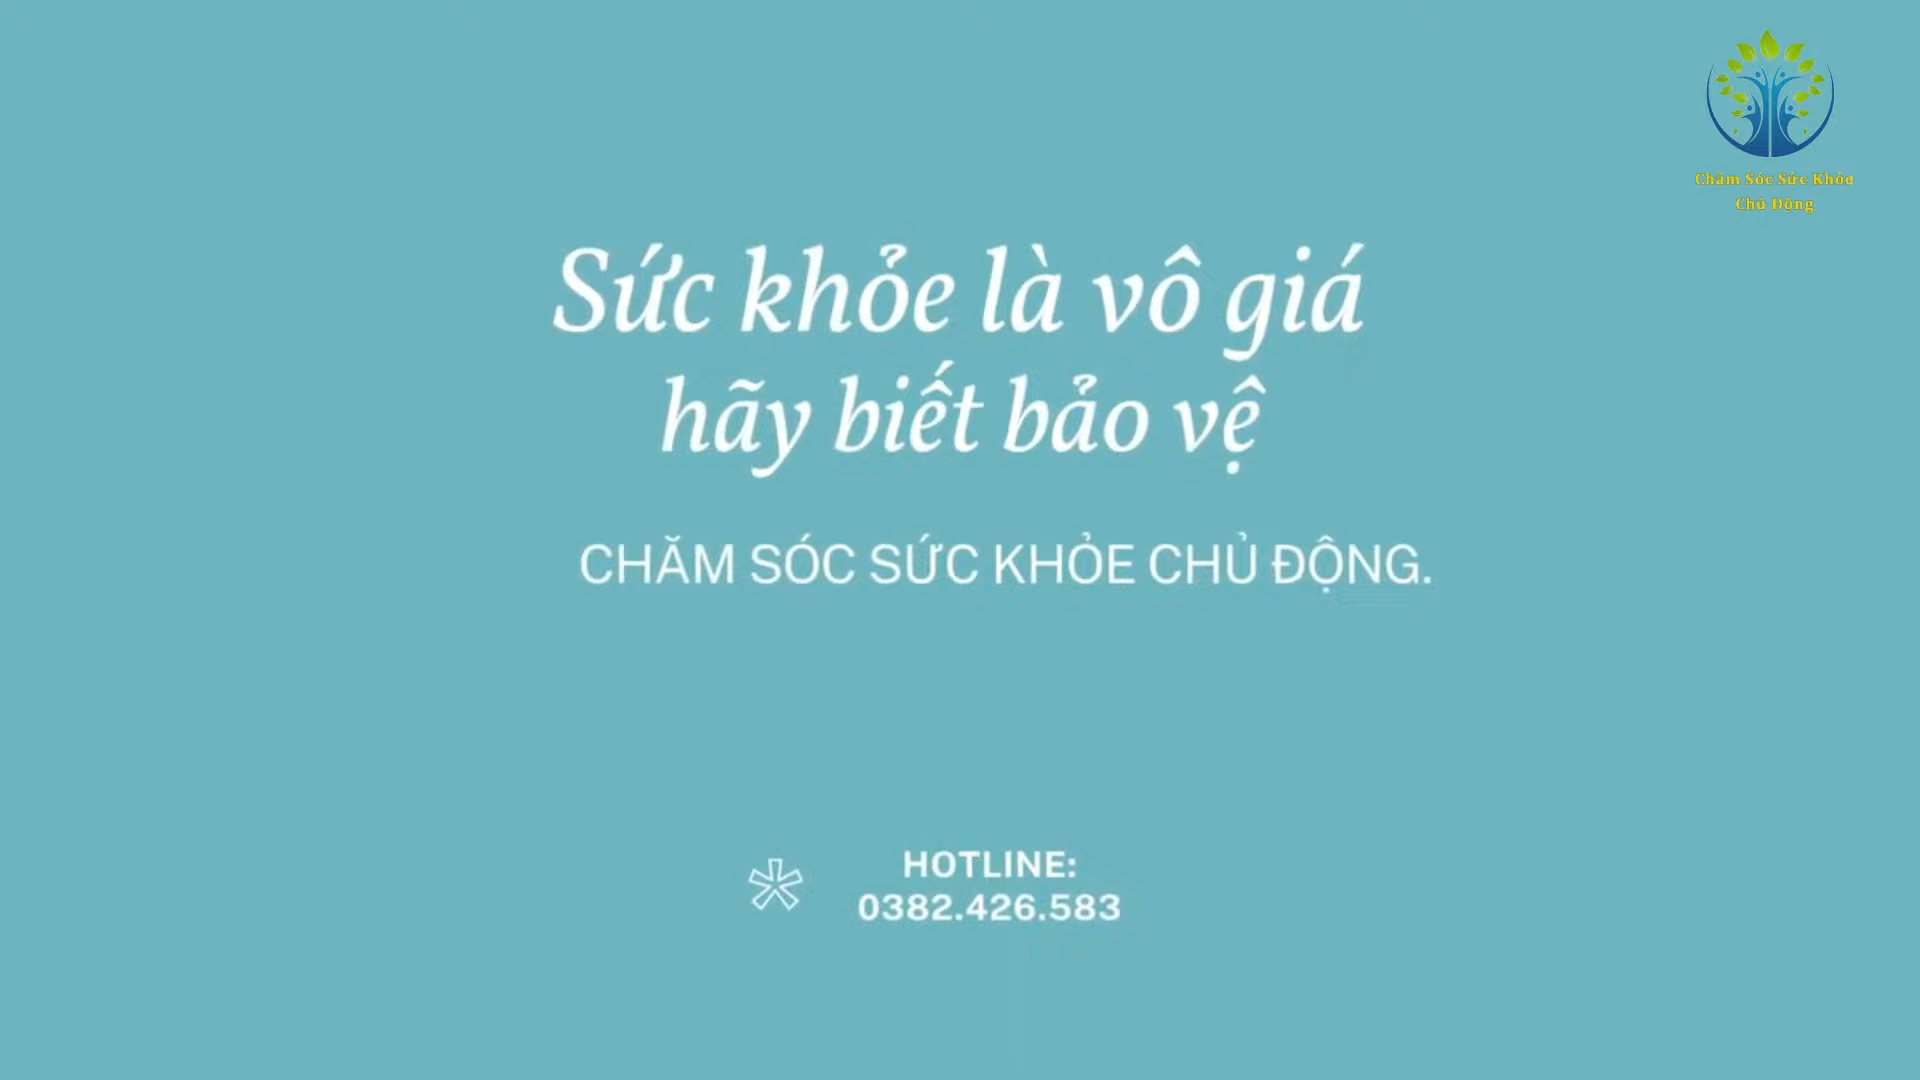 Chăm Sóc Sức Khỏe
Chủ Động
Sức khỏe là vô giá
hãy biết bảo vệ
CHĂM SÓC SỨC KHỎE CHỦ ĐỘNG.
HOTLINE:
0382.426.583